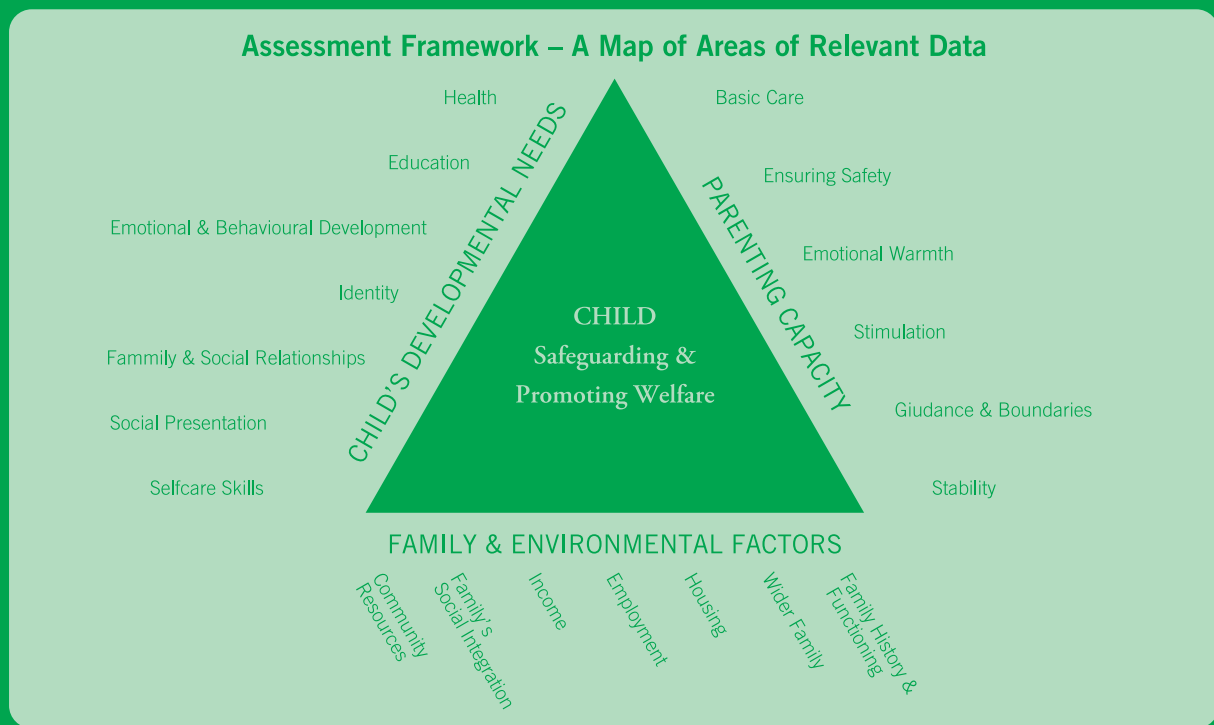 Assessment Framework – A Map of Areas of Relevant Data
Health
Education
Emotional & Behavioural Development
Identity
Fammily & Social Relationships
Social Presentation
Selfcare Skills
CHILD'S DEVELOPMENTAL NEEDS
CHILD
Safeguarding &
Promoting Welfare
PARENTING CAPACITY
Basic Care
Ensuring Safety
Emotional Warmth
Stimulation
Giudance & Boundaries
Stability
FAMILY & ENVIRONMENTAL FACTORS
Community
Resources
Family's
Social Integration
Income
Employment
Housing
Wider Family
Family History &
Functioning